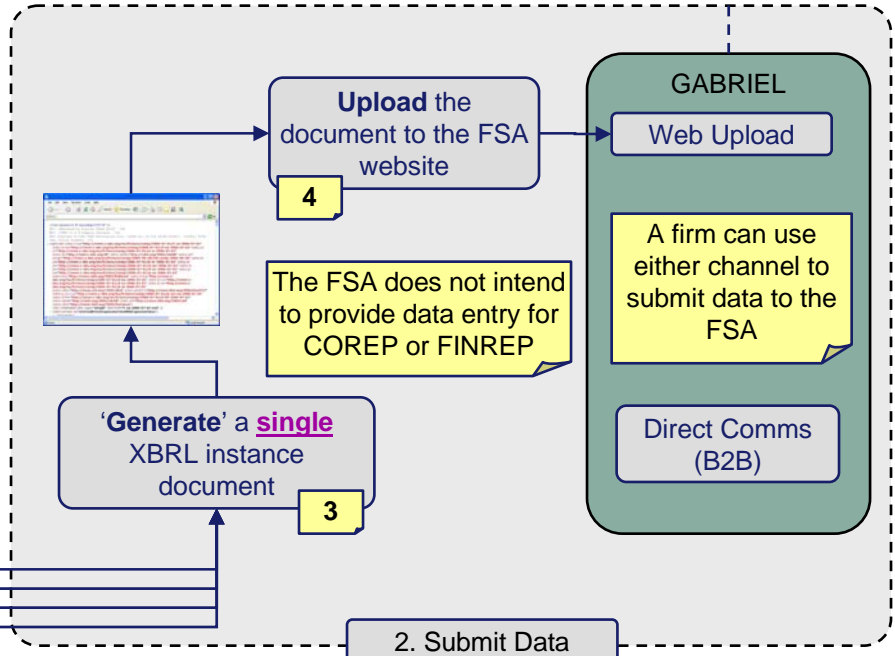 Upload the
document to the FSA
website
4
GABRIEL
Web Upload
A firm can use
either channel to
submit data to the
FSA
The FSA does not intend
to provide data entry for
COREP or FINREP
‘Generate’ a single
XBRL instance
document
3
Direct Comms
(B2B)
2. Submit Data